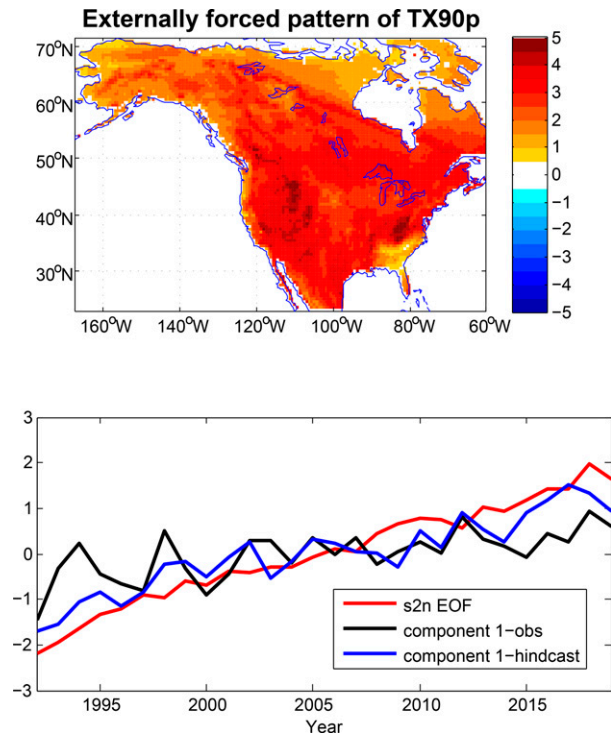 Externally forced pattern of TX90p
70°N
60°N
50°N
40°N
30°N
160°W 140°W 120°W 100°W 80°W 60°W
5
4
3
2
1
0
−1
−2
−3
−4
−5
3
2
1
0
−1
−2
−3
1995 2000 2005 2010 2015
Year
s2n EOF
component 1−obs
component 1−hindcast